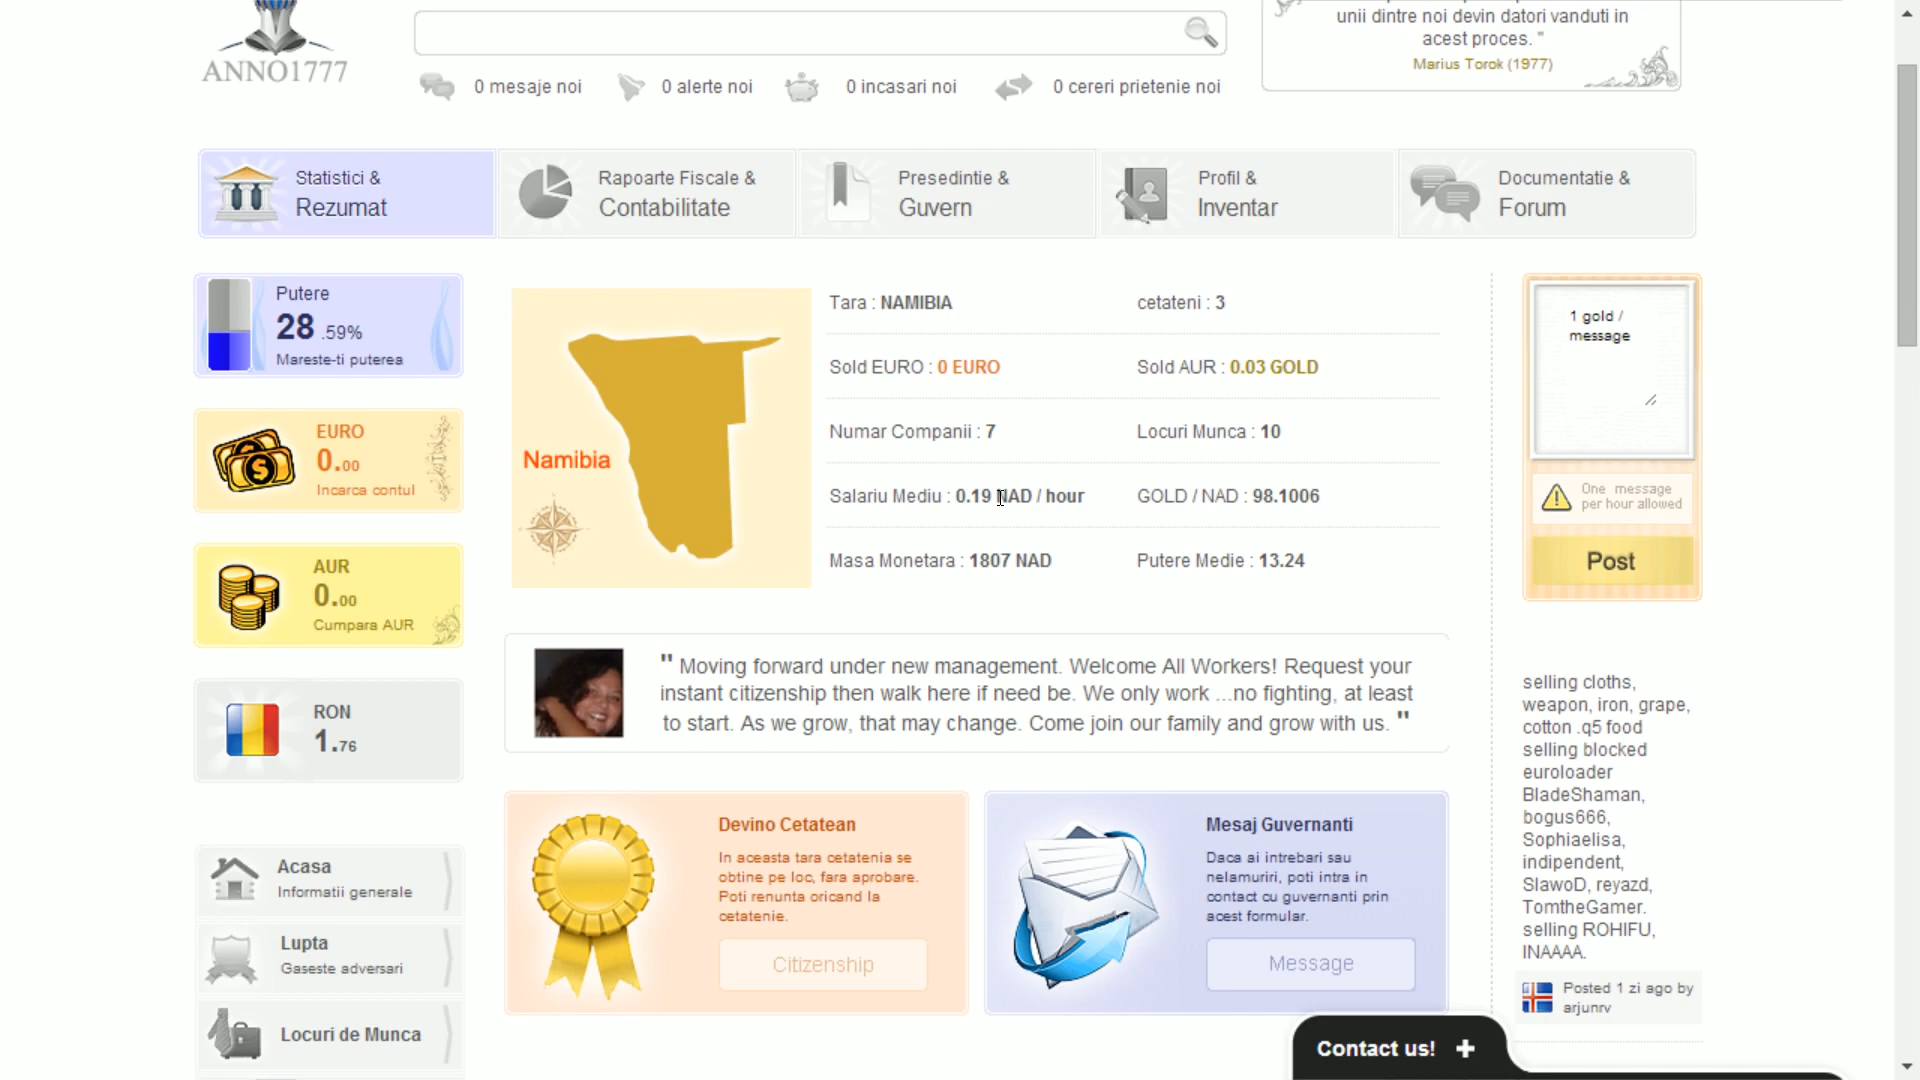 unii dintre noi devin datori vanduti in
acest proces. "
Marius Torok (1977)
ANNO1777
0 mesaje noi
0 alerte noi
0 incasari noi
0 cereri prietenie noi
Statistici &
Rezumat
Rapoarte Fiscale &
Contabilitate
Presedintie &
Guvern
Profil &
Inventar
Documentatie &
Forum
Putere
28 .59%
Mareste-ti puterea
EURO
0.00
Incarca contul
AUR
0.00
Cumpara AUR
RON
1.76
Acasa
Informatii generale
Lupta
Gaseste adversari
Locuri de Munca
Namibia
Tara : NAMIBIA
cetateni : 3
Sold EURO : 0 EURO
Sold AUR : 0.03 GOLD
Numar Companii : 7
Locuri Munca : 10
Salariu Mediu : 0.19 NAD / hour
GOLD / NAD : 98.1006
Masa Monetara : 1807 NAD
Putere Medie : 13.24
" Moving forward under new management. Welcome All Workers! Request your
instant citizenship then walk here if need be. We only work ...no fighting, at least
to start. As we grow, that may change. Come join our family and grow with us. "
Devino Cetatean
In aceasta tara cetatenia se
obtine pe loc, fara aprobare.
Poti renunta oricand la
cetatenie.
Citizenship
Mesaj Guvernanti
Daca ai intrebari sau
nelamuriri, poti intra in
contact cu guvernanti prin
acest formular.
Message
1 gold /
message
One message
per hour allowed
Post
selling cloths,
weapon, iron, grape,
cotton .q5 food
selling blocked
euroloader
BladeShaman,
bogus666,
Sophiaelisa,
indipendent,
SlawoD, reyazd,
TomtheGamer.
selling ROHIFU,
INAAAA.
Posted 1 zi ago by
arjunrv
Contact us! +